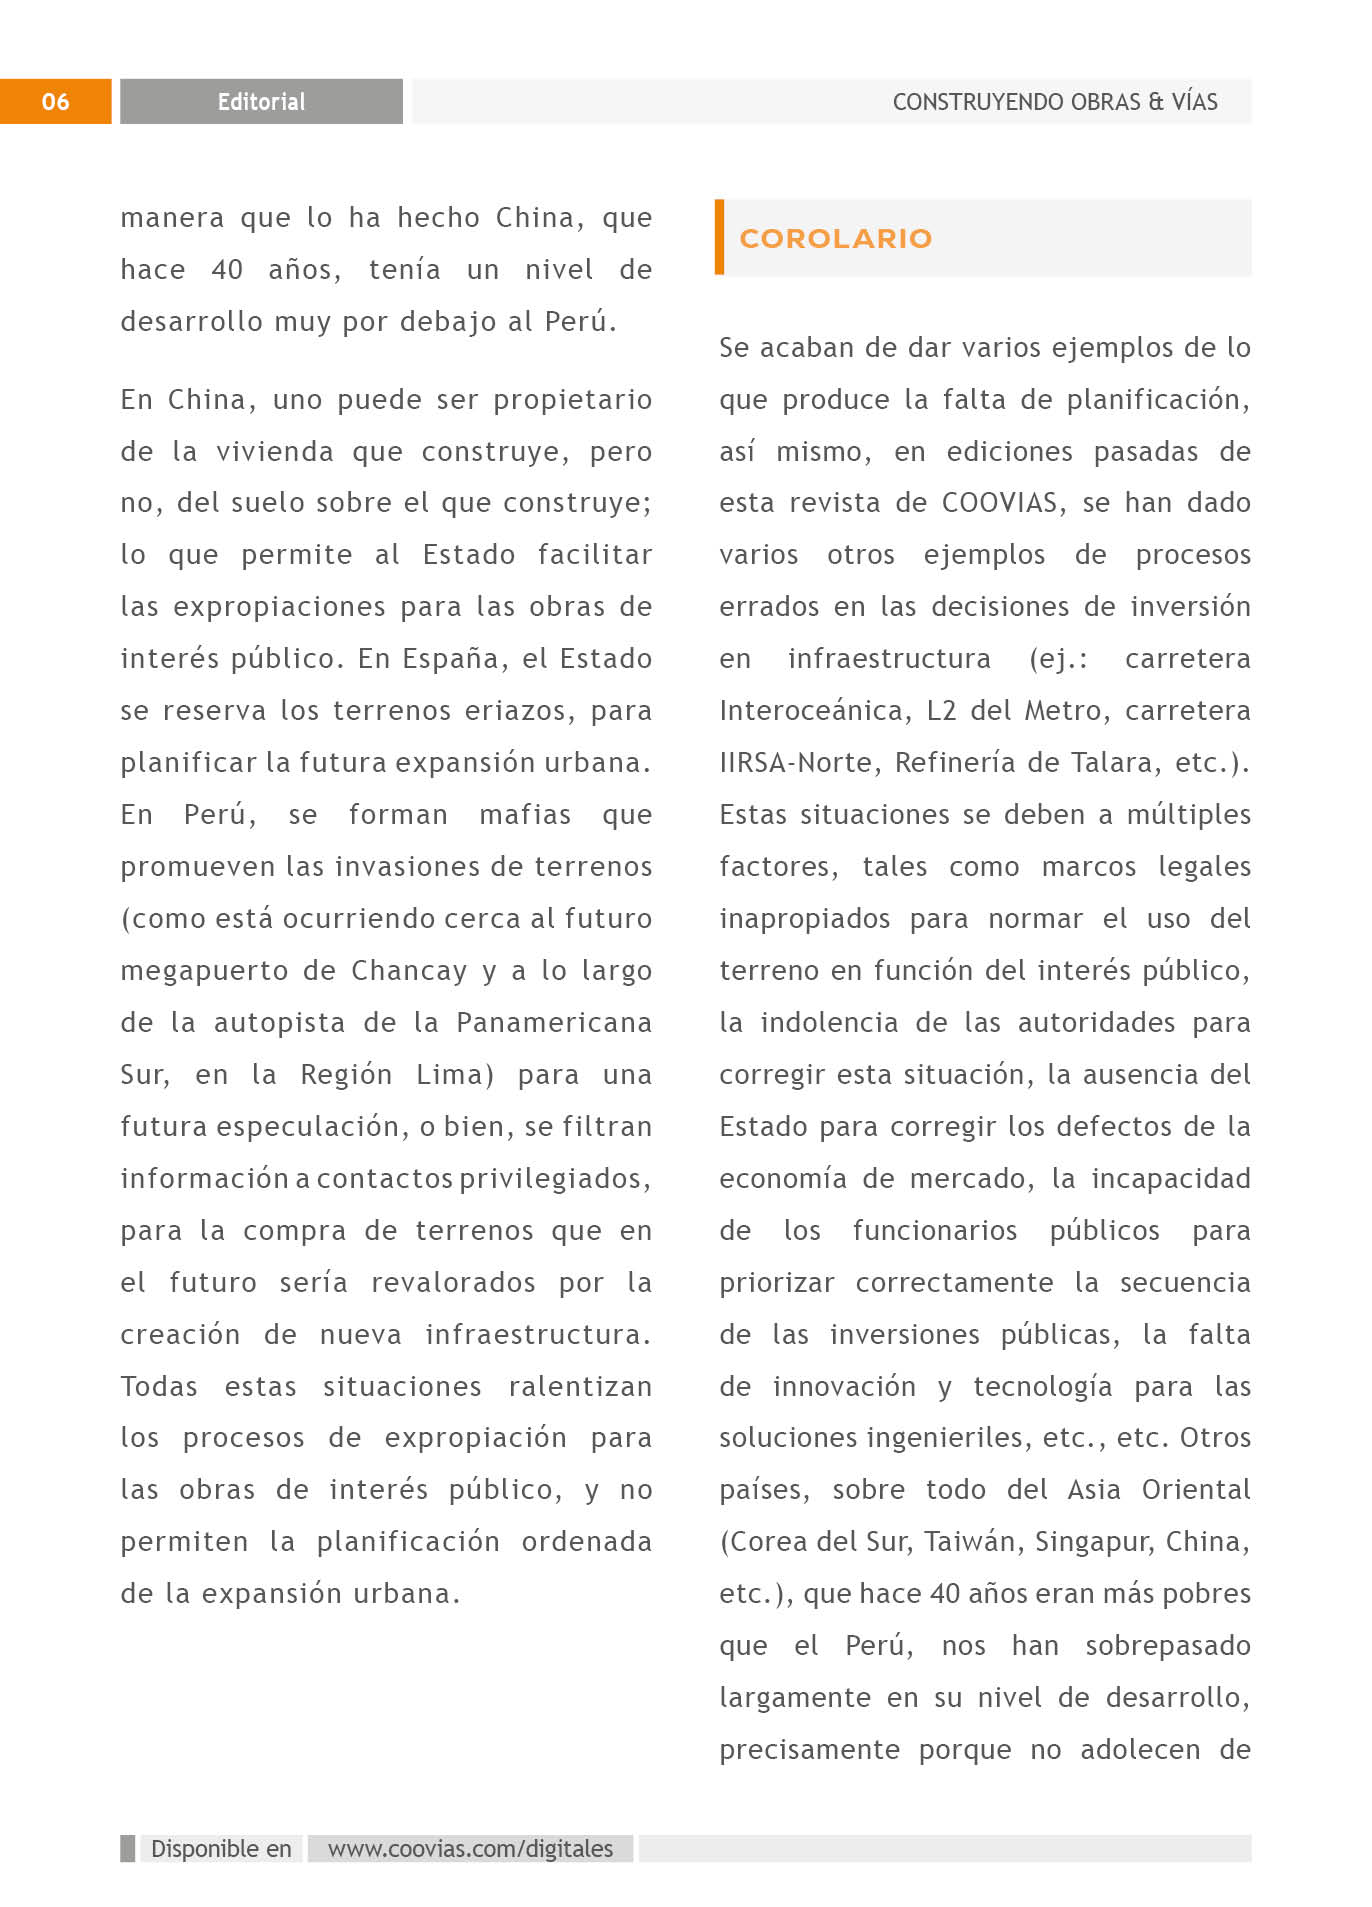 06
Editorial
CONSTRUYENDO OBRAS & VÍAS
manera que lo ha hecho China, que
hace 40 años, tenía un nivel de
desarrollo muy por debajo al Perú.
En China, uno puede ser propietario
de la vivienda que construye, pero
no, del suelo sobre el que construye;
lo que permite al Estado facilitar
las expropiaciones para las obras de
interés público. En España, el Estado
se reserva los terrenos eriazos, para
planificar la futura expansión urbana.
En Perú, se forman mafias que
promueven las invasiones de terrenos
(como está ocurriendo cerca al futuro
megapuerto de Chancay y a lo largo
de la autopista de la Panamericana
Sur, en la Región Lima) para una
futura especulación, o bien, se filtran
información a contactos privilegiados,
para la compra de terrenos que en
el futuro sería revalorados por la
creación de nueva infraestructura.
Todas estas situaciones ralentizan
los procesos de expropiación para
las obras de interés público, y no
permiten la planificación ordenada
de la expansión urbana.
COROLARIO
Se acaban de dar varios ejemplos de lo
que produce la falta de planificación,
así mismo, en ediciones pasadas de
esta revista de COOVIAS, se han dado
varios otros ejemplos de procesos
errados en las decisiones de inversión
en infraestructura (ej.: carretera
Interoceánica, L2 del Metro, carretera
IIRSA-Norte, Refinería de Talara, etc.).
Estas situaciones se deben a múltiples
factores, tales como marcos legales
inapropiados para normar el uso del
terreno en función del interés público,
la indolencia de las autoridades para
corregir esta situación, la ausencia del
Estado para corregir los defectos de la
economía de mercado, la incapacidad
de los funcionarios públicos para
priorizar correctamente la secuencia
de las inversiones públicas, la falta
de innovación y tecnología para las
soluciones ingenieriles, etc., etc. Otros
países, sobre todo del Asia Oriental
(Corea del Sur, Taiwán, Singapur, China,
etc.), que hace 40 años eran más pobres
que el Perú, nos han sobrepasado
largamente en su nivel de desarrollo,
precisamente porque no adolecen de
Disponible en
www.coovias.com/digitales